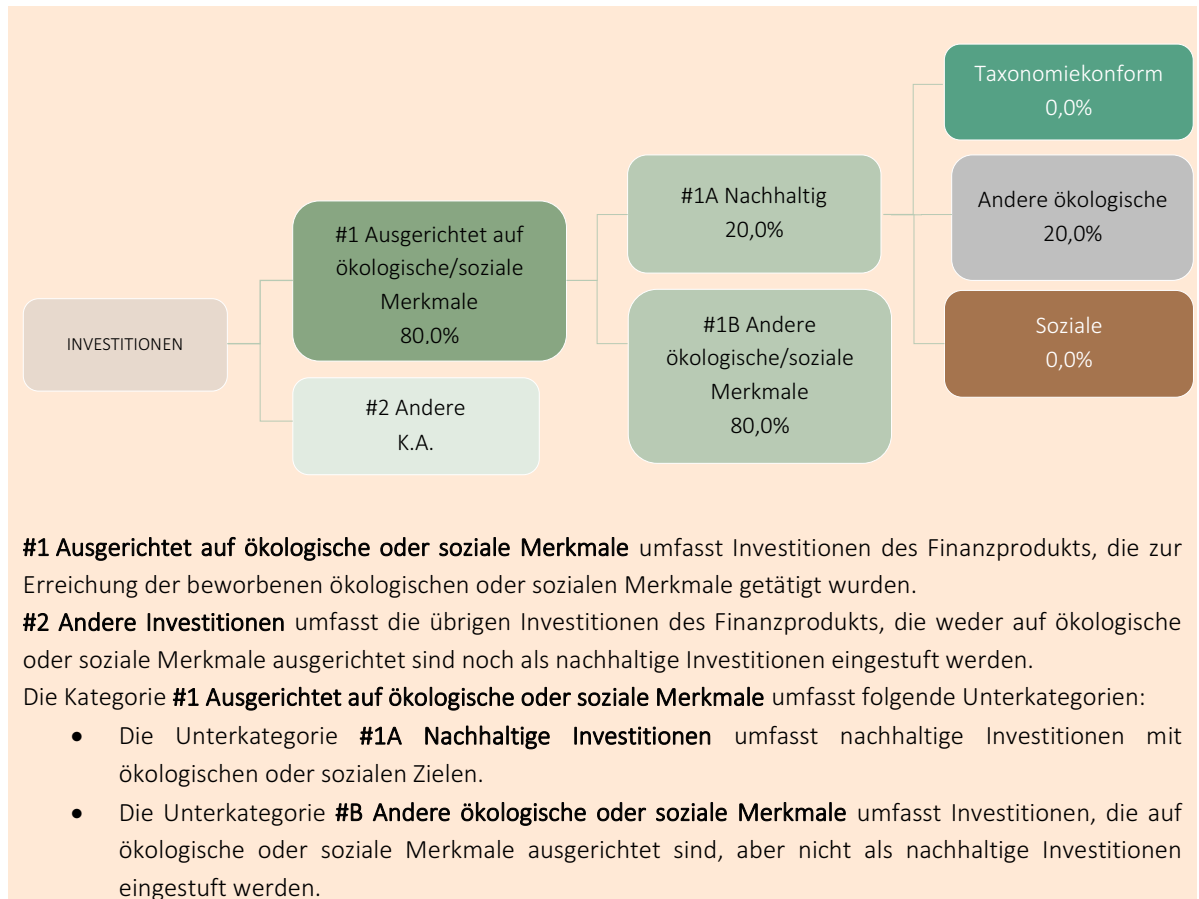 INVESTITIONEN
#1 Ausgerichtet auf
ökologische/soziale
Merkmale
80,0%
#2 Andere
K.A.
#1A Nachhaltig
20,0%
#1B Andere
ökologische/soziale
Merkmale
80,0%
Taxonomiekonform
0,0%
Andere ökologische
20,0%
Soziale
0,0%
#1 Ausgerichtet auf ökologische oder soziale Merkmale umfasst Investitionen des Finanzprodukts, die zur
Erreichung der beworbenen ökologischen oder sozialen Merkmale getätigt wurden.
#2 Andere Investitionen umfasst die übrigen Investitionen des Finanzprodukts, die weder auf ökologische
oder soziale Merkmale ausgerichtet sind noch als nachhaltige Investitionen eingestuft werden.
Die Kategorie #1 Ausgerichtet auf ökologische oder soziale Merkmale umfasst folgende Unterkategorien:
• Die Unterkategorie #1A Nachhaltige Investitionen umfasst nachhaltige Investitionen mit
ökologischen oder sozialen Zielen.
• Die Unterkategorie #B Andere ökologische oder soziale Merkmale umfasst Investitionen, die auf
ökologische oder soziale Merkmale ausgerichtet sind, aber nicht als nachhaltige Investitionen
eingestuft werden.